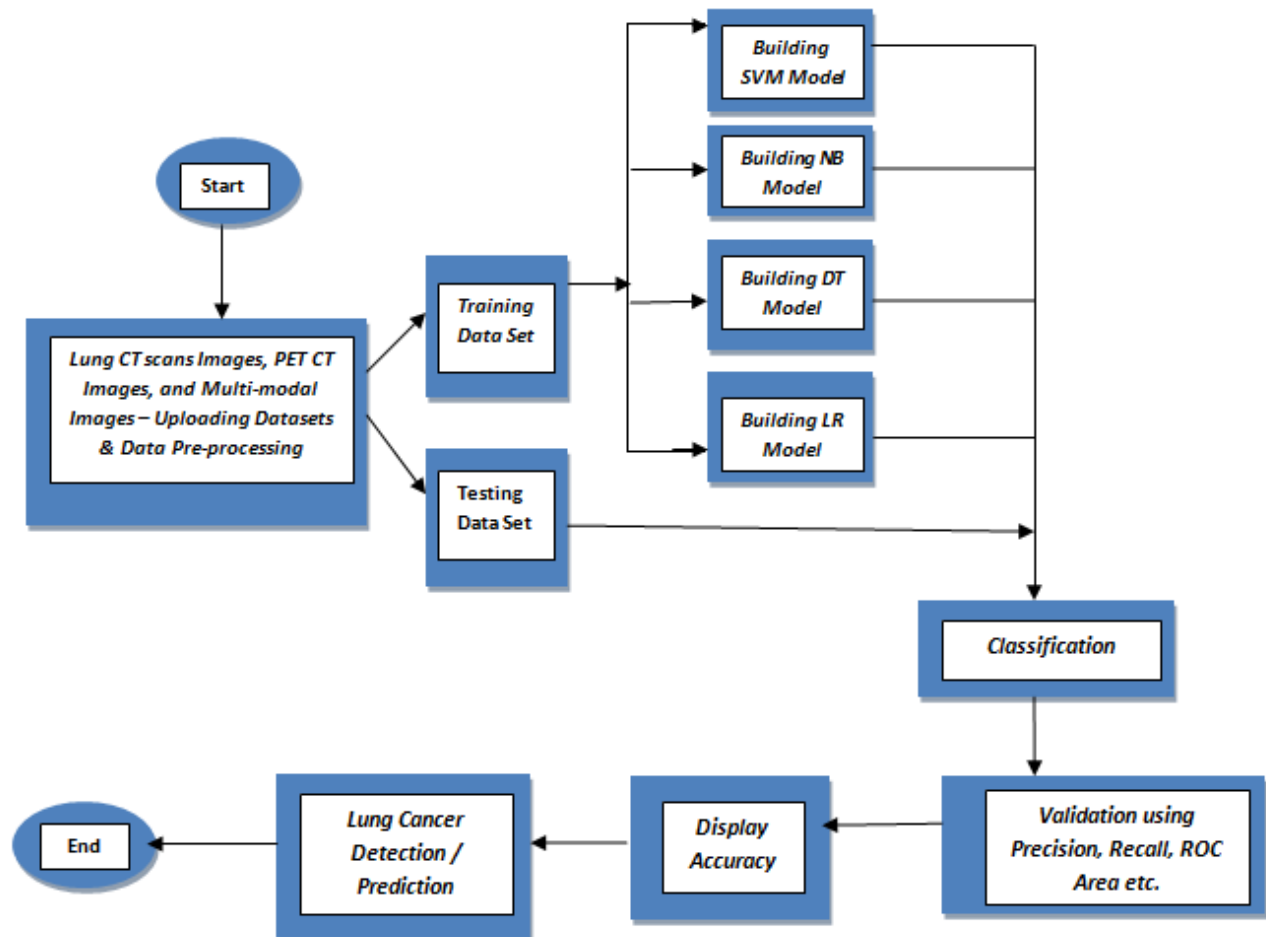 Start
Lung CT scans Images, PET CT
Images, and Multi-modal
Images – Uploading Datasets
& Data Pre-processing
Training
Data Set
Testing
Data Set
Building
SVM Model
Building NB
Model
Building DT
Model
Building LR
Model
Classification
Validation using
Precision, Recall, ROC
Area etc.
Display
Accuracy
Lung Cancer
Detection /
Prediction
End